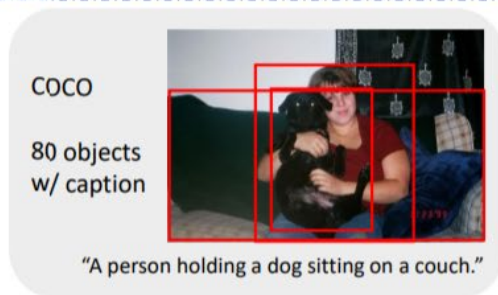 COCO
80 objects
w/ caption
“A person holding a dog sitting on a couch.”